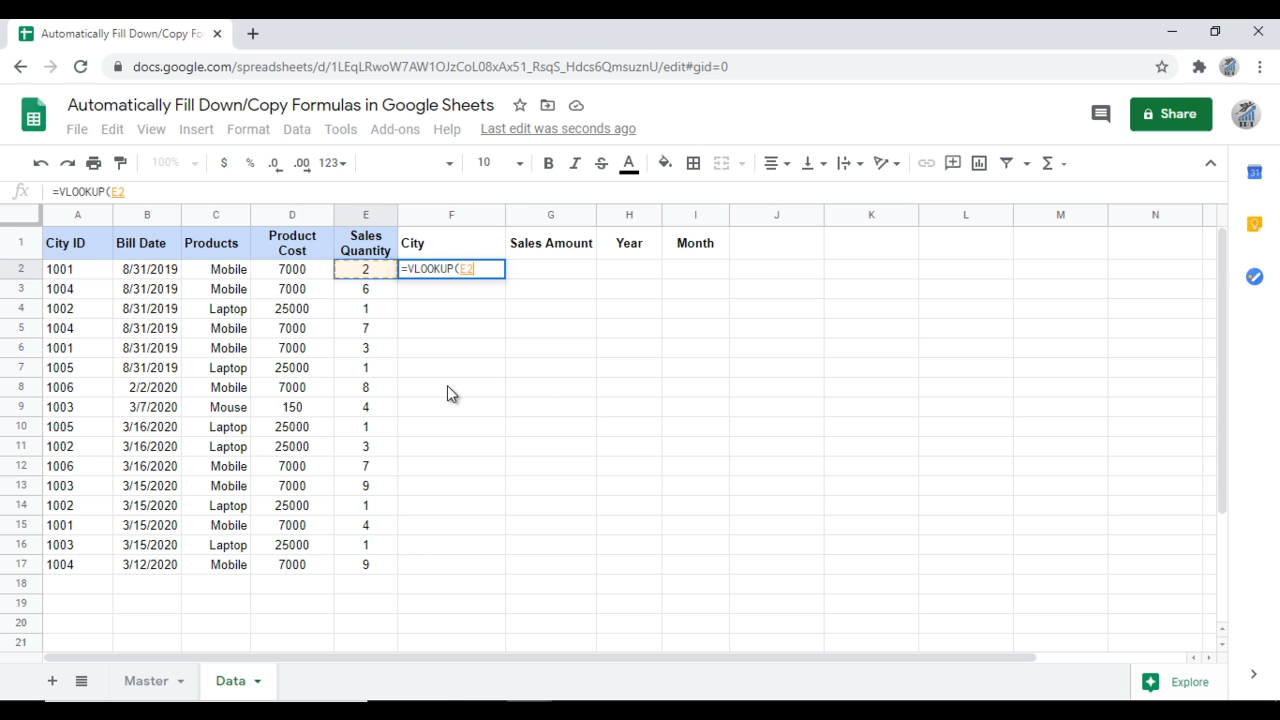 Automatically Fill Down/Copy Fo
docs.google.com/spreadsheets/d/1LEqLRwoW7AW1OJzCoL08xAx51_RsqS_Hdcs6QmsuznU/edit#gid=0
Automatically Fill Down/Copy Formulas in Google Sheets
Share
File Edit View Insert Format Data Tools Add-ons Help Last edit was seconds ago
100% $ % .0 .00 123 10 B I S A
31
fx =VLOOKUP(E2
A B C D E F G H I J K L M N
1 City ID Bill Date Products Product Cost Sales Quantity City Sales Amount Year Month
2 1001 8/31/2019 Mobile 7000 2 =VLOOKUP(E2
3 1004 8/31/2019 Mobile 7000 6
4 1002 8/31/2019 Laptop 25000 1
5 1004 8/31/2019 Mobile 7000 7
6 1001 8/31/2019 Mobile 7000 3
7 1005 8/31/2019 Laptop 25000 1
8 1006 2/2/2020 Mobile 7000 8
9 1003 3/7/2020 Mouse 150 4
10 1005 3/16/2020 Laptop 25000 1
11 1002 3/16/2020 Laptop 25000 3
12 1006 3/16/2020 Mobile 7000 7
13 1003 3/15/2020 Mobile 7000 9
14 1002 3/15/2020 Laptop 25000 1
15 1001 3/15/2020 Mobile 7000 4
16 1003 3/15/2020 Laptop 25000 1
17 1004 3/12/2020 Mobile 7000 9
18
19
20
21
Master Data Explore